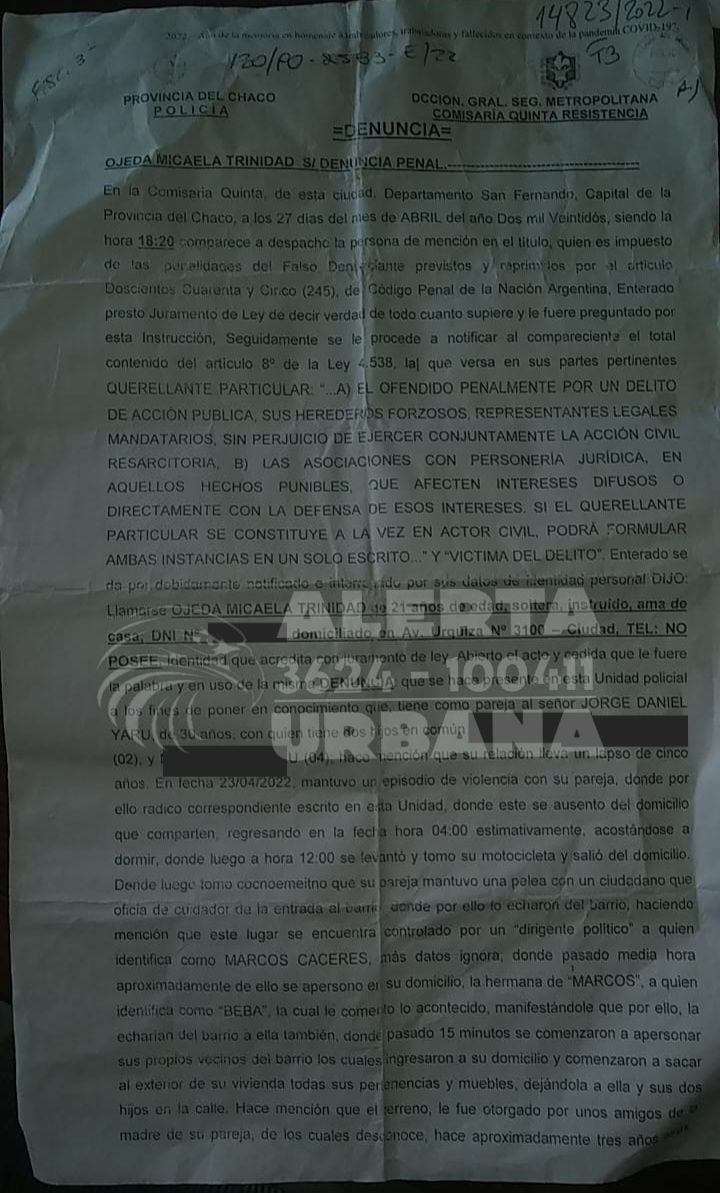 14823/2022-1
2022 – Año de la memoria en homenaje a trabajadores, trabajadoras y fallecidos en contexto de la pandemia COVID-19
E/22
T3
PROVINCIA DEL CHACO
POLICÍA
DCCIÓN. GRAL. SEG. METROPOLITANA
COMISARÍA QUINTA RESISTENCIA
=DENUNCIA=
OJEDA MICAELA TRINIDAD S/ DENUNCIA PENAL.
En la Comisaria Quinta, de esta ciudad, Departamento San Fernando, Capital de la
Provincia del Chaco, a los 27 días del mes de ABRIL del año Dos mil Veintidós, siendo la
hora 18:20 comparece a despacho la persona de mención en el título, quien es impuesto
de las penalidades del Falso Denunciante previstos y reprimidos por el artículo
Doscientos Cuarenta y Cinco (245), de Código Penal de la Nación Argentina, Enterado
presto Juramento de Ley de decir verdad de todo cuanto supiere y le fuere preguntado por
esta Instrucción, Seguidamente se le procede a notificar al compareciente el total
contenido del articulo 8º de la Ley 4.538, la| que versa en sus partes pertinentes
QUERELLANTE PARTICULAR: “...A) EL OFENDIDO PENALMENTE POR UN DELITO
DE ACCIÓN PUBLICA, SUS HEREDEROS FORZOSOS, REPRESENTANTES LEGALES
MANDATARIOS, SIN PERJUICIO DE EJERCER CONJUNTAMENTE LA ACCIÓN CIVIL
RESARCITORIA, B) LAS ASOCIACIONES CON PERSONERÍA JURÍDICA, EN
AQUELLOS HECHOS PUNIBLES, QUE AFECTEN INTERESES DIFUSOS O
DIRECTAMENTE CON LA DEFENSA DE ESOS INTERESES. SI EL QUERELLANTE
PARTICULAR SE CONSTITUYE A LA VEZ EN ACTOR CIVIL, PODRÁ FORMULAR
AMBAS INSTANCIAS EN UN SOLO ESCRITO...” Y “VICTIMA DEL DELITO”. Enterado se
da por debidamente notificado e interrogado por sus datos de identidad personal DIJO:
Llamarse OJEDA MICAELA TRINIDAD de 21 años de edad, soltera, instruido, ama de
casa, DNI Nº domiciliado en Av. Urquiza Nº 3100 – Ciudad, TEL: NO
POSEE, identidad que acredita con juramento de ley. Abierto el acto y cedida que le fuere
la palabra y en uso de la misma DENUNCIA: que se hace presente en esta Unidad policial
a los fines de poner en conocimiento que, tiene como pareja al señor JORGE DANIEL
YARU, de 30 años, con quien tiene dos hijos en común
(02), y U (04); hace mención que su relación lleva un lapso de cinco
años. En fecha 23/04/2022, mantuvo un episodio de violencia con su pareja, donde por
ello radico correspondiente escrito en esta Unidad, donde este se ausento del domicilio
que comparten, regresando en la fecha hora 04:00 estimativamente, acostándose a
dormir, donde luego a hora 12:00 se levantó y tomo su motocicleta y salió del domicilio.
Donde luego tomo cocnoemeitno que su pareja mantuvo una pelea con un ciudadano que
oficia de cuidador de la entrada al barrio donde por ello lo echaron del barrio, haciendo
mención que este lugar se encuentra controlado por un “dirigente político” a quien
identifica como MARCOS CACERES, más datos ignora; donde pasado media hora
aproximadamente de ello se apersono en su domicilio, la hermana de “MARCOS”, a quien
identifica como “BEBA”, la cual le comento lo acontecido, manifestándole que por ello, la
echarían del barrio a ella también, donde pasado 15 minutos se comenzaron a apersonar
sus propios vecinos del barrio los cuales ingresaron a su domicilio y comenzaron a sacar
al exterior de su vivienda todas sus pertenencias y muebles, dejándola a ella y sus dos
hijos en la calle. Hace mención que el terreno, le fue otorgado por unos amigos de
madre de su pareja, de los cuales desconoce, hace aproximadamente tres años
ALERTA
3624 - 100411
URBANA